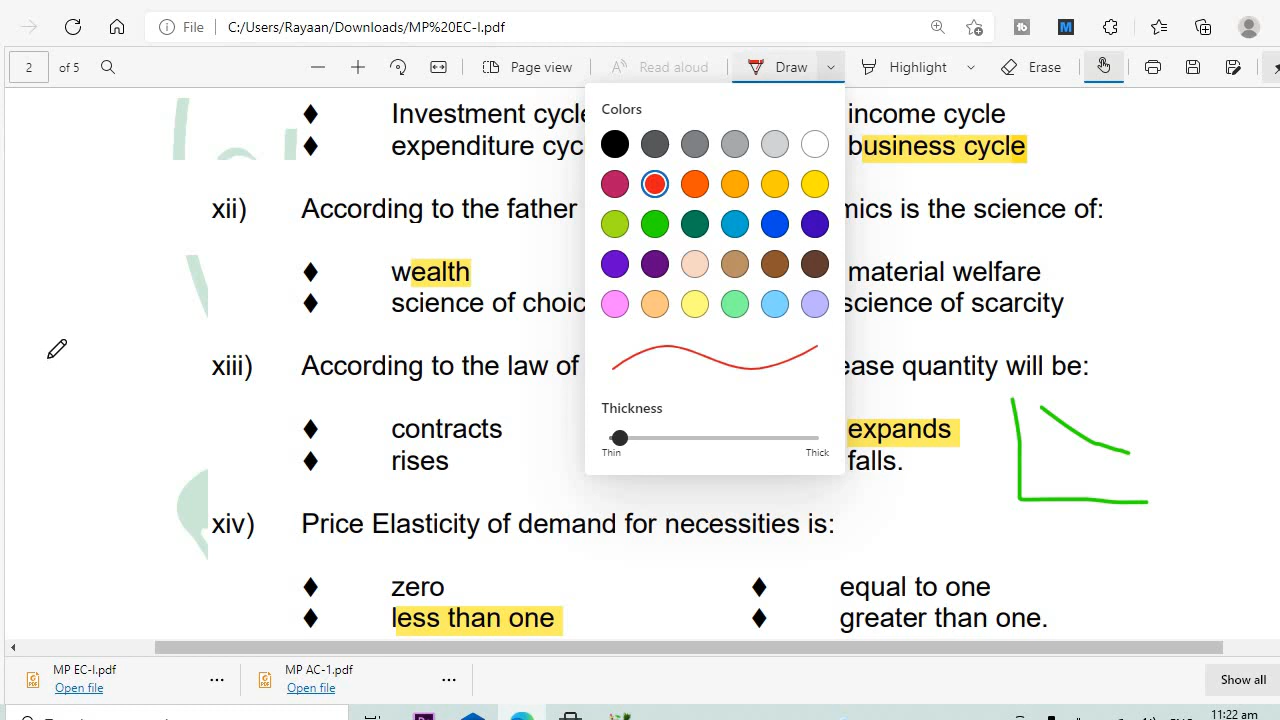 File C:/Users/Rayaan/Downloads/MP%20EC-I.pdf
2 of 5 Page view Read aloud Draw Highlight Erase
Colors
Thickness
Thin Thick
Investment cycle income cycle
expenditure cyc business cycle
xii) According to the father mics is the science of:
wealth material welfare
science of choic science of scarcity
xiii) According to the law of ease quantity will be:
contracts expands
rises falls.
xiv) Price Elasticity of demand for necessities is:
zero equal to one
less than one greater than one.
MP EC-I.pdf MP AC-1.pdf
Open file Open file
Show all
11:22 am